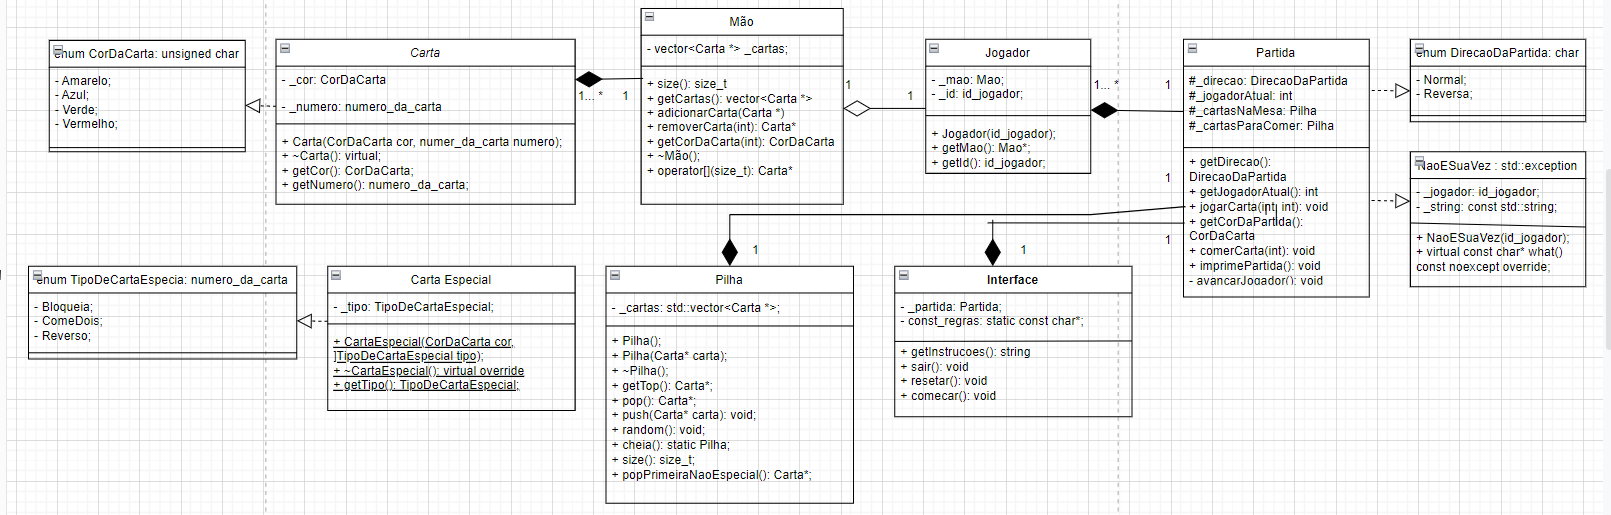 enum CorDaCarta: unsigned char
- Amarelo;
- Azul;
- Verde;
- Vermelho;
Carta
- _cor: CorDaCarta
- _numero: numero_da_carta
+ Carta(CorDaCarta cor, numer_da_carta numero);
+ ~Carta(): virtual;
+ getCor(): CorDaCarta;
+ getNumero(): numero_da_carta;
1... *
1
Mão
- vector<Carta *> _cartas;
+ size(): size_t
+ getCartas(): vector<Carta *>
+ adicionarCarta(Carta *)
+ removerCarta(int): Carta*
+ getCorDaCarta(int): CorDaCarta
+ ~Mão();
+ operator[](size_t): Carta*
1
1
Jogador
- _mao: Mao;
- _id: id_jogador;
+ Jogador(id_jogador);
+ getMao(): Mao*;
+ getId(): id_jogador;
1... *
1
Partida
#_direcao: DirecaoDaPartida
#_jogadorAtual: int
#_cartasNaMesa: Pilha
#_cartasParaComer: Pilha
+ getDirecao():
DirecaoDaPartida
+ getJogadorAtual(): int
+ jogarCarta(int, int): void
+ getCorDaPartida():
CorDaCarta
+ comerCarta(int): void
+ imprimePartida(): void
- avancarJogador(): void
1
1
enum DirecaoDaPartida: char
- Normal;
- Reversa;
NaoESuaVez : std::exception
- _jogador: id_jogador;
- _string: const std::string;
+ NaoESuaVez(id_jogador);
+ virtual const char* what()
const noexcept override;
enum TipoDeCartaEspecia: numero_da_carta
- Bloqueia;
- ComeDois;
- Reverso;
Carta Especial
- _tipo: TipoDeCartaEspecial;
+ CartaEspecial(CorDaCarta cor,
]TipoDeCartaEspecial tipo);
+ ~CartaEspecial(): virtual override
+ getTipo(): TipoDeCartaEspecial;
1
Pilha
- _cartas: std::vector<Carta *>;
+ Pilha();
+ Pilha(Carta* carta);
+ ~Pilha();
+ getTop(): Carta*;
+ pop(): Carta*;
+ push(Carta* carta): void;
+ random(): void;
+ cheia(): static Pilha;
+ size(): size_t;
+ popPrimeiraNaoEspecial(): Carta*;
1
Interface
- _partida: Partida;
- const_regras: static const char*;
+ getInstrucoes(): string
+ sair(): void
+ resetar(): void
+ comecar(): void